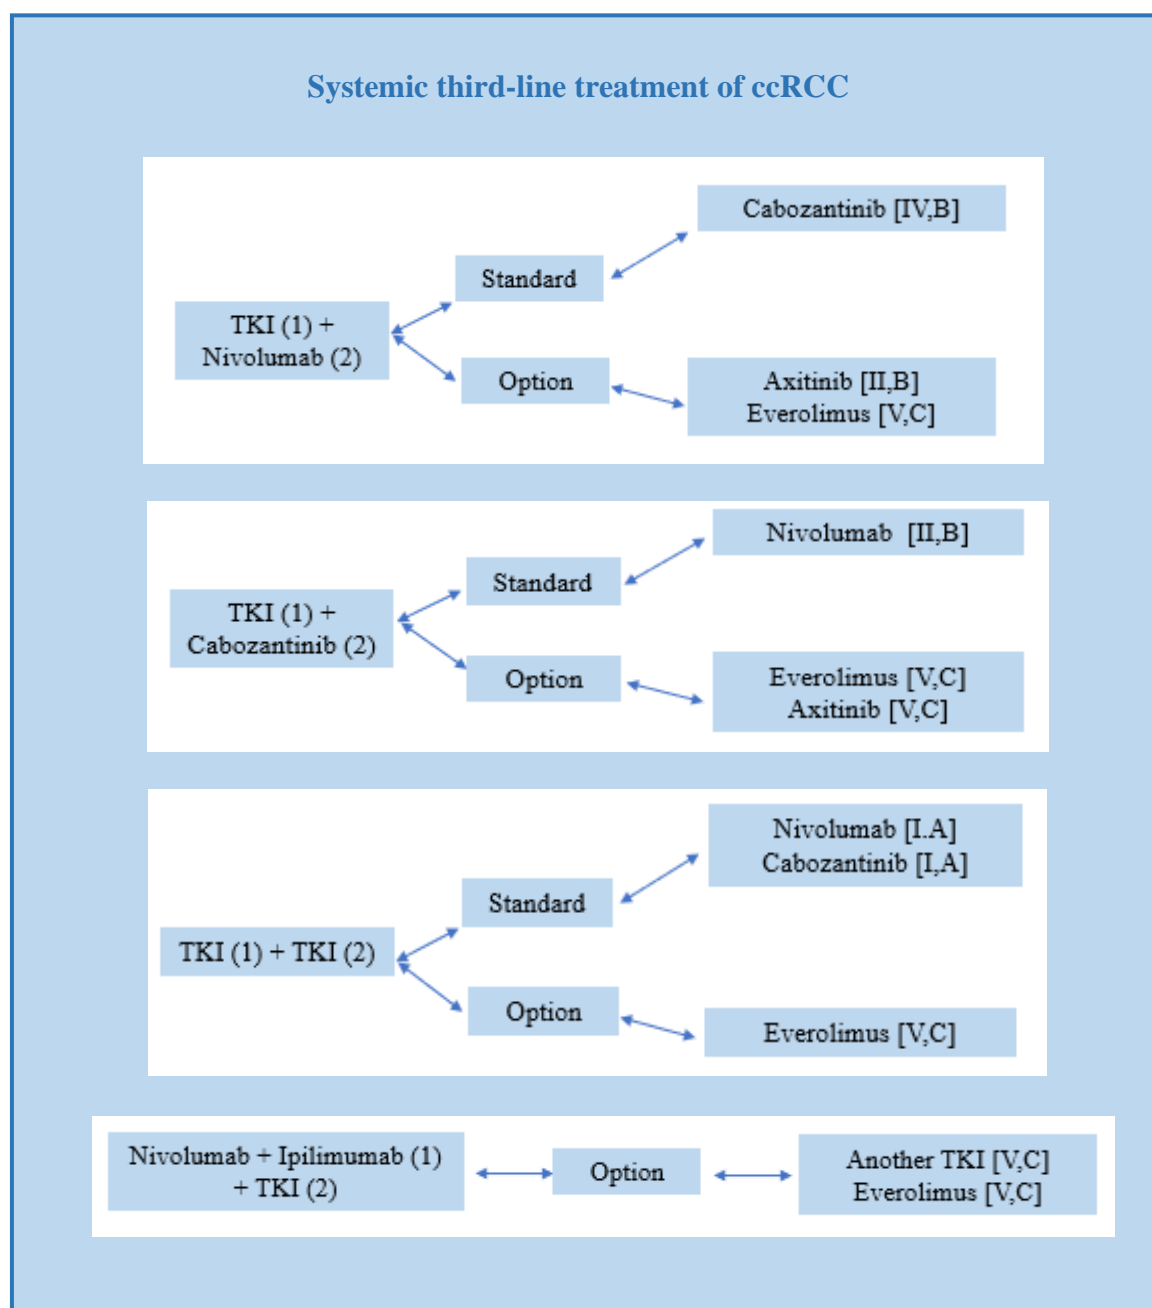 Systemic third-line treatment of ccRCC
TKI (1) +
Nivolumab (2)
Standard
Cabozantinib [IV,B]
Option
Axitinib [II,B]
Everolimus [V,C]
TKI (1) +
Cabozantinib (2)
Standard
Nivolumab [II,B]
Option
Everolimus [V,C]
Axitinib [V,C]
TKI (1) + TKI (2)
Standard
Nivolumab [I.A]
Cabozantinib [I,A]
Option
Everolimus [V,C]
Nivolumab + Ipilimumab (1)
+ TKI (2)
Option
Another TKI [V,C]
Everolimus [V,C]